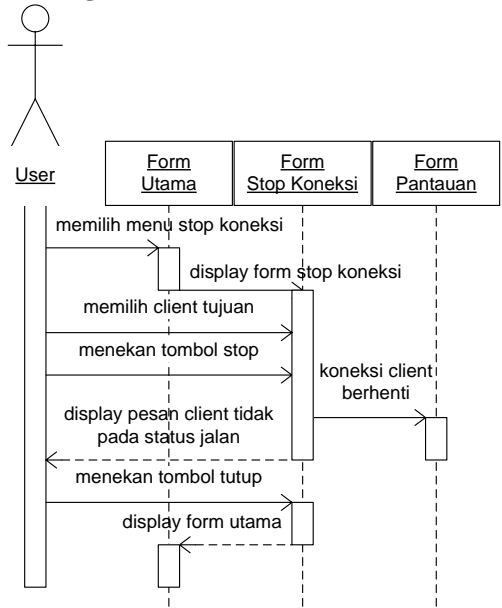 User
Form
Utama
Form
Stop Koneksi
Form
Pantauan
memilih menu stop koneksi
display form stop koneksi
memilih client tujuan
menekan tombol stop
koneksi client
berhenti
display pesan client tidak
pada status jalan
menekan tombol tutup
display form utama